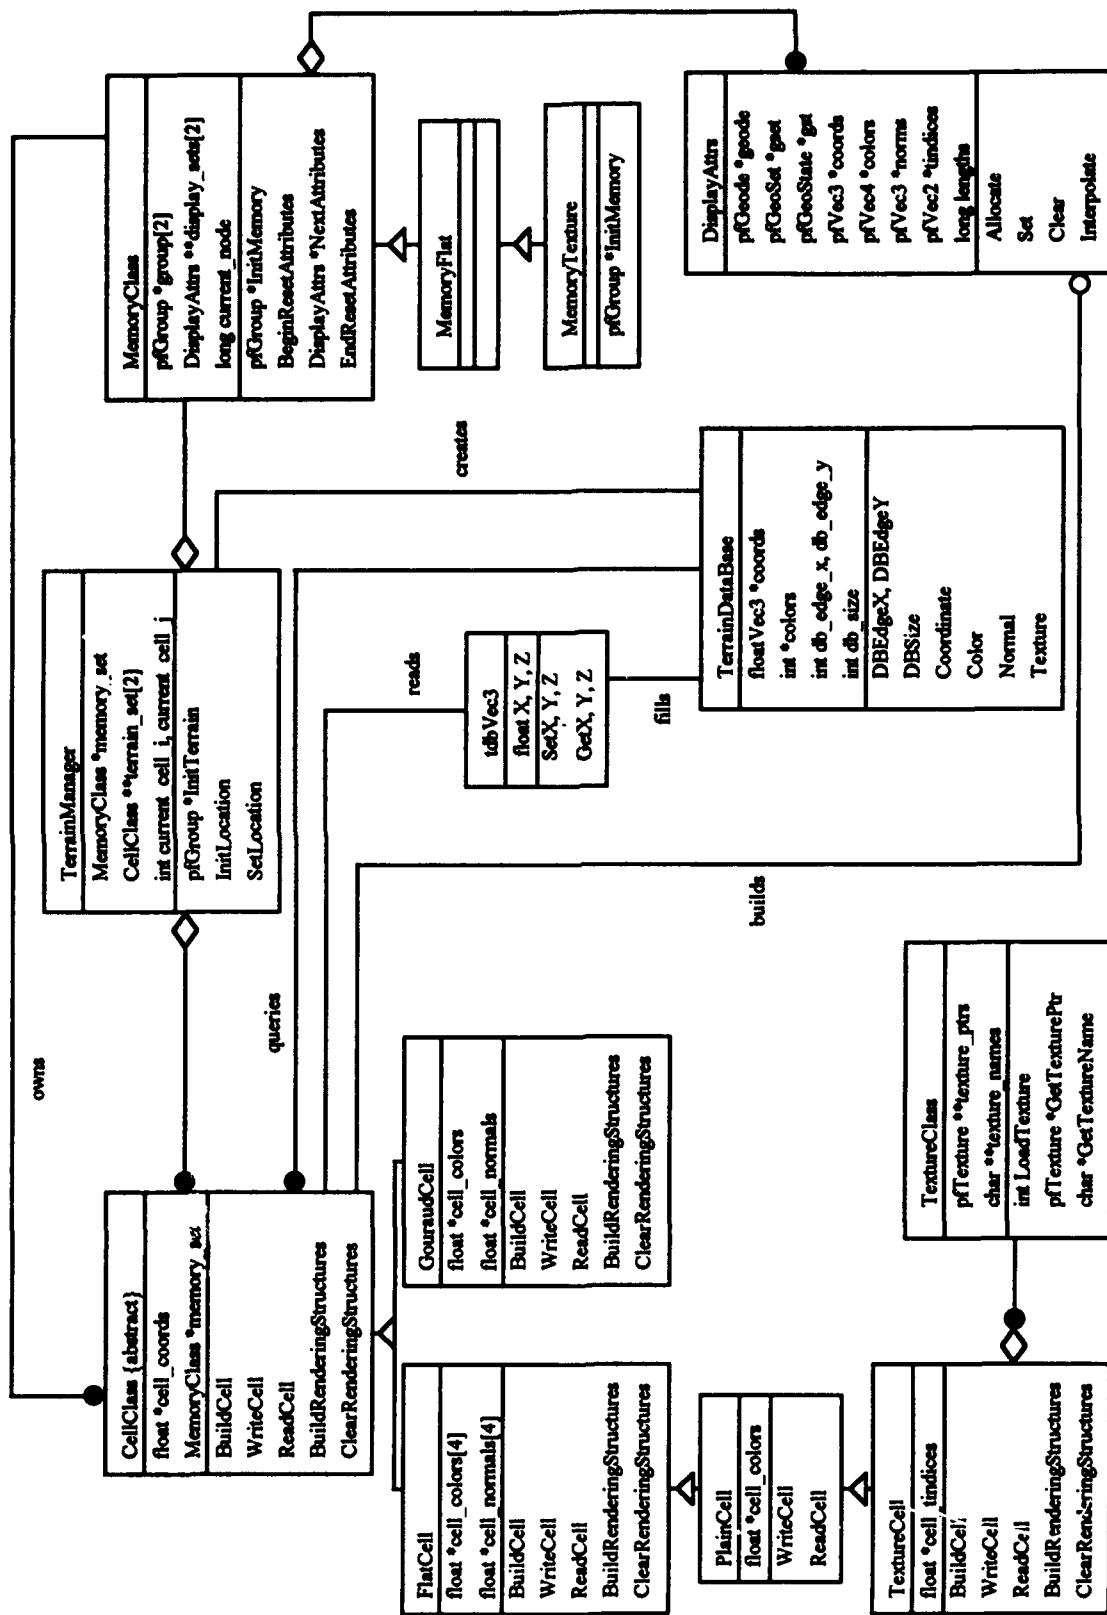 owns
CellClass {abstract}
float *cell_coords
MemoryClass *memory_set
BuildCell
WriteCell
ReadCell
BuildRenderingStructures
ClearRenderingStructures
TerrainManager
MemoryClass *memory_set
CellClass **terrain_set[2]
int current_cell_i, current_cell_j
pfGroup *InitTerrain
InitLocation
SetLocation
MemoryClass
pfGroup *group[2]
DisplayAttrs **display_sets[2]
long current_node
pfGroup *InitMemory
BeginResetAttributes
DisplayAttrs *NextAttributes
EndResetAttributes
queries
creates
reads
fills
builds
FlatCell
float *cell_colors[4]
float *cell_normals[4]
BuildCell
WriteCell
ReadCell
BuildRenderingStructures
ClearRenderingStructures
GouraudCell
float *cell_colors
float *cell_normals
BuildCell
WriteCell
ReadCell
BuildRenderingStructures
ClearRenderingStructures
tdbVec3
float X, Y, Z
SetX, Y, Z
GetX, Y, Z
MemoryFlat
MemoryTexture
pfGroup *InitMemory
PlainCell
float *cell_colors
WriteCell
ReadCell
TerrainDataBase
floatVec3 *coords
int *colors
int db_edge_x, db_edge_y
int db_size
DBEdgeX, DBEdgeY
DBSize
Coordinate
Color
Normal
Texture
DisplayAttrs
pfGeode *geode
pfGeoSet *gset
pfGeoState *gst
pfVec3 *coords
pfVec4 *colors
pfVec3 *norms
pfVec2 *tindices
long lengths
Allocate
Set
Clear
Interpolate
TextureCell
float *cell_tindices
BuildCell
WriteCell
ReadCell
BuildRenderingStructures
ClearRenderingStructures
TextureClass
pfTexture **texture_ptrs
char **texture_names
int LoadTexture
pfTexture *GetTexturePtr
char *GetTextureName